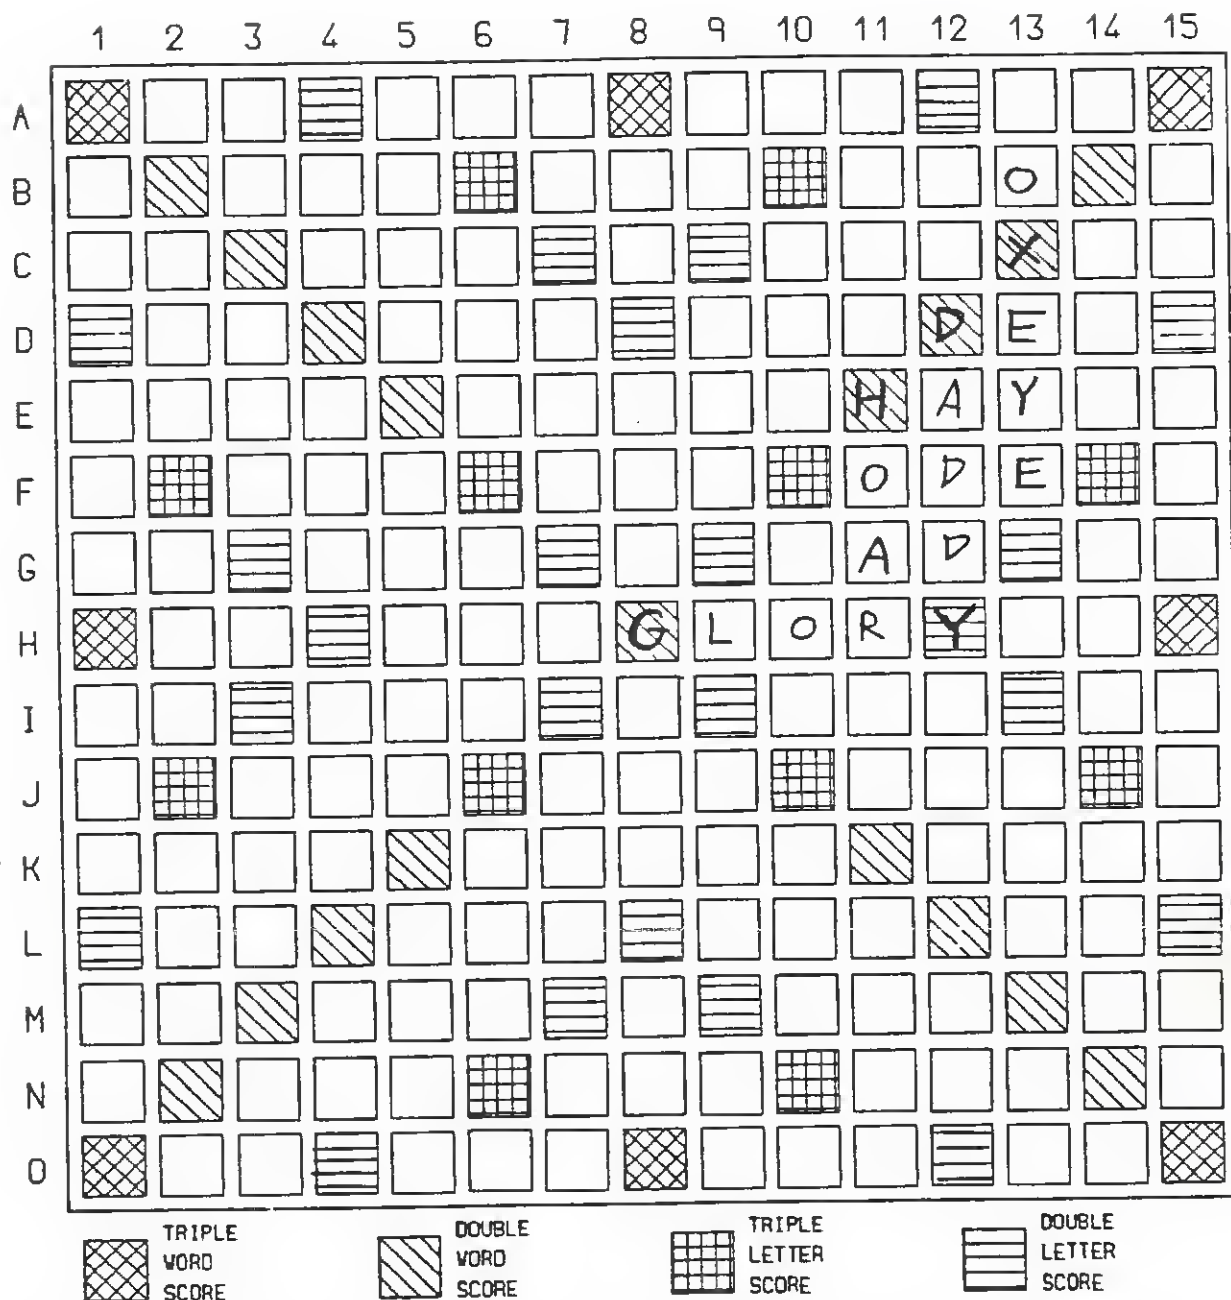 1 2 3 4 5 6 7 8 9 10 11 12 13 14 15
A
B O
C X
D D E
E H A Y
F O D E
G A D
H G L O R Y
I
J
K
L
M
N
O
TRIPLE WORD SCORE
DOUBLE WORD SCORE
TRIPLE LETTER SCORE
DOUBLE LETTER SCORE